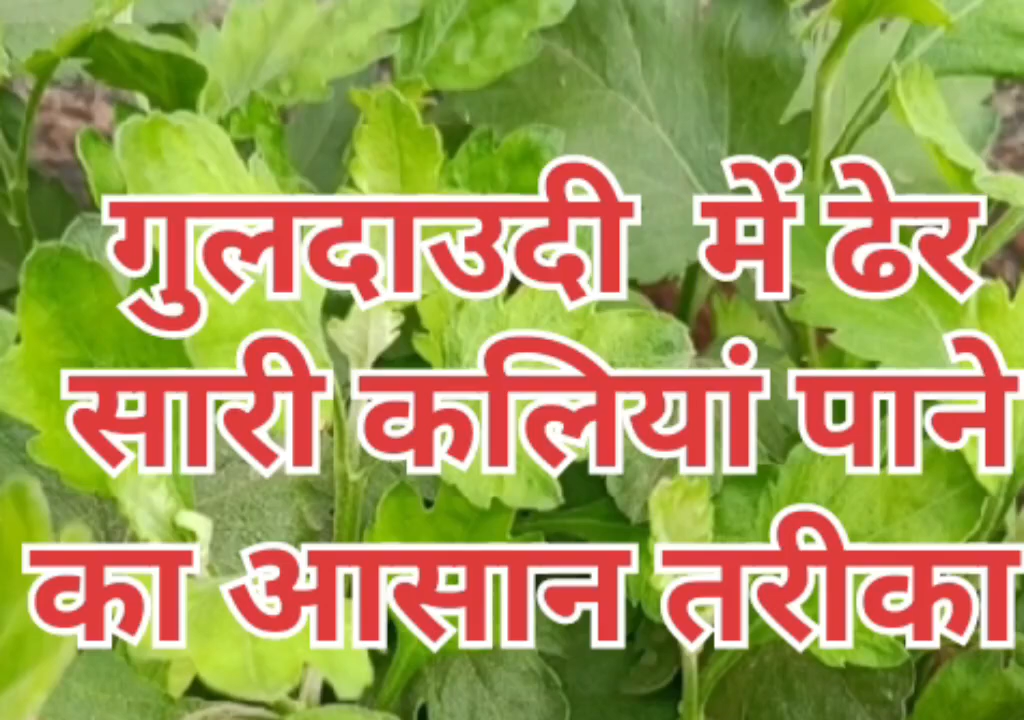 गुलदाउदी में ढेर
सारी कलियां पाने
का आसान तरीका